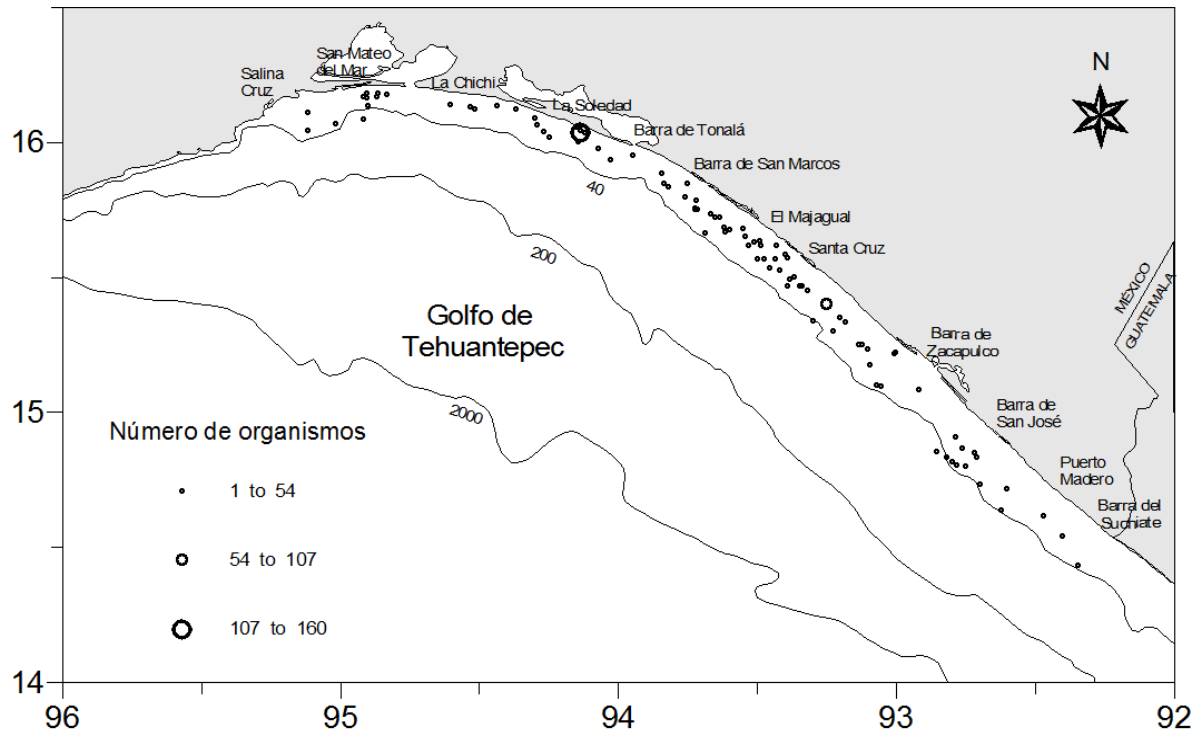 San Mateo
del Mar
Salina
Cruz
La Chichi
La Soledad
N
16
Barra de Tonalá
Barra de San Marcos
40
El Majagual
200
Santa Cruz
MÉXICO
GUATEMALA
Golfo de
Tehuantepec
Barra de
Zacapulco
15
2000
Barra de
San José
Número de organismos
Puerto
Madero
1 to 54
Barra del
Suchiate
54 to 107
107 to 160
14
96
95
94
93
92